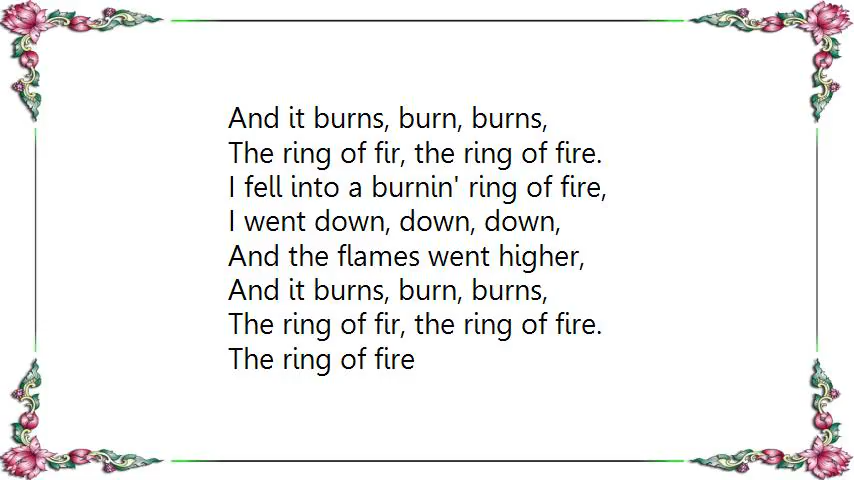 And it burns, burn, burns,
The ring of fir, the ring of fire.
I fell into a burnin' ring of fire,
I went down, down, down,
And the flames went higher,
And it burns, burn, burns,
The ring of fir, the ring of fire.
The ring of fire